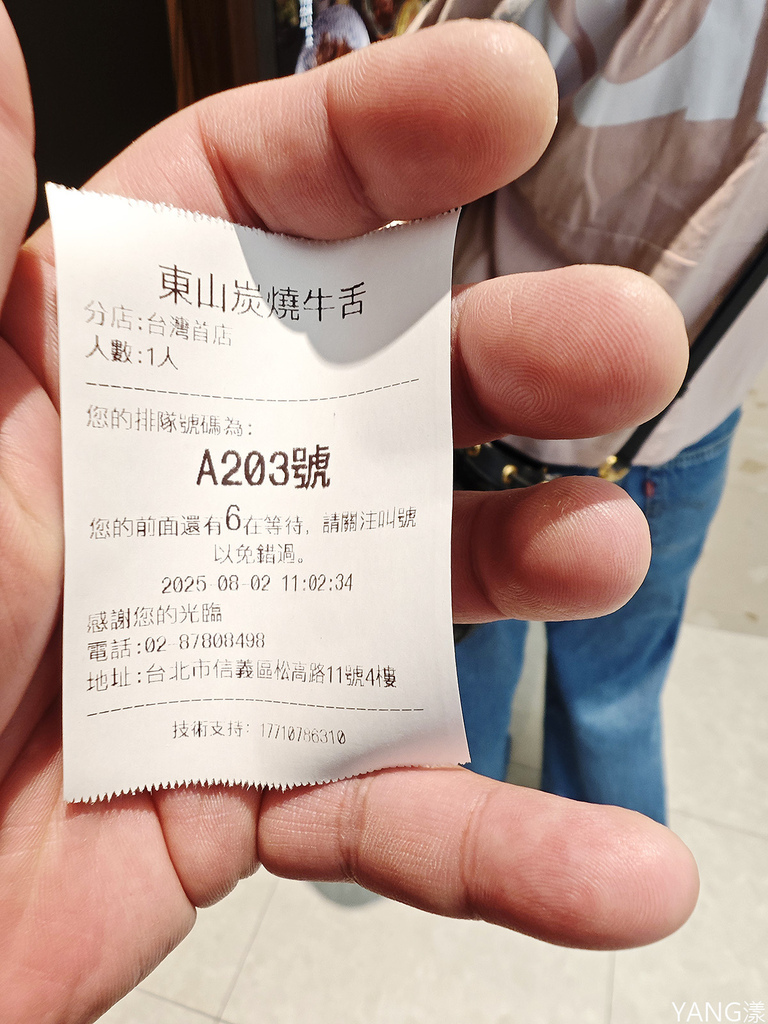 東山炭燒牛舌
分店:台灣首店
人數:1人
您的排隊號碼為:
A203號
您的前面還有6在等待, 請關注叫號
以免錯過。
2025-08-02 11:02:34
感謝您的光臨
電話:02-87808498
地址:台北市信義區松高路11號4樓
技術支持: 17710786310
YANG漾